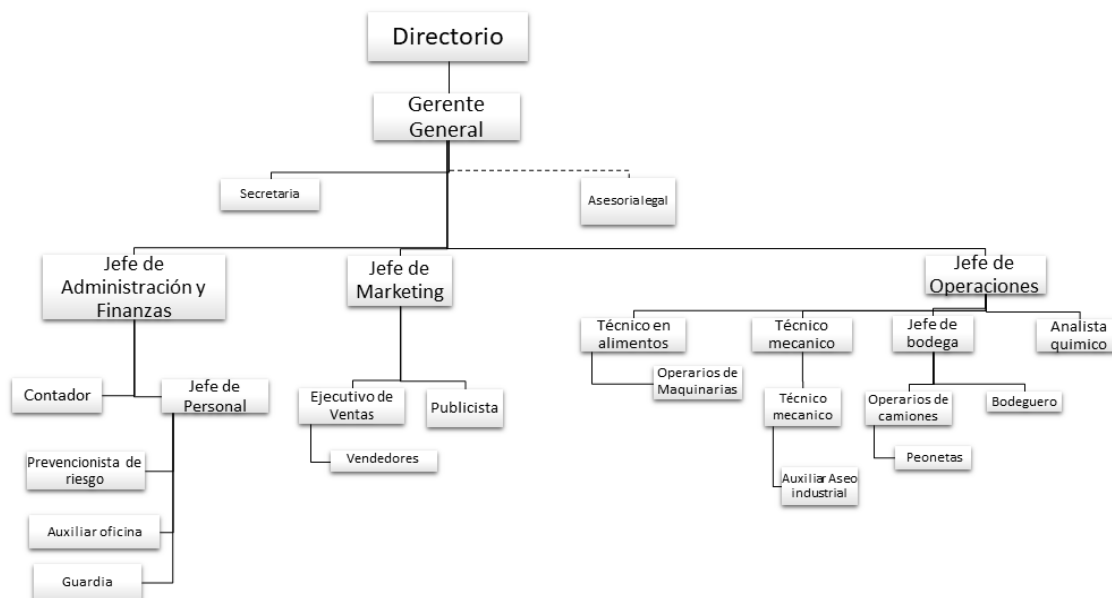 Directorio
Gerente
General
Secretaria
Asesoria legal
Jefe de
Administración y
Finanzas
Jefe de
Marketing
Jefe de
Operaciones
Técnico en
alimentos
Técnico
mecanico
Jefe de
bodega
Analista
quimico
Contador
Jefe de
Personal
Ejecutivo de
Ventas
Publicista
Operarios de
Maquinarias
Técnico
mecanico
Operarios de
camiones
Bodeguero
Prevencionista de
riesgo
Vendedores
Auxiliar Aseo
industrial
Peonetas
Auxiliar oficina
Guardia